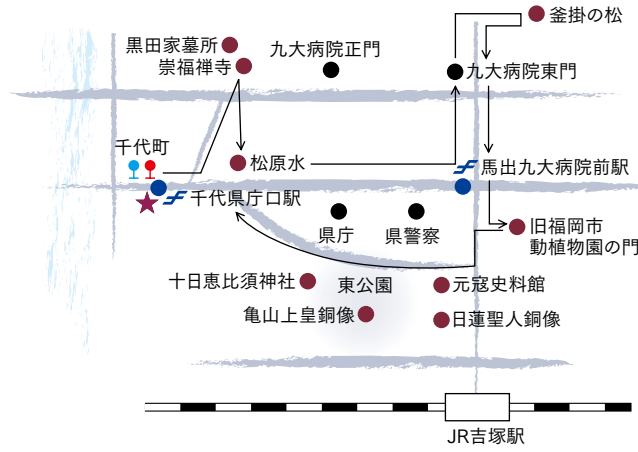 釜掛の松
黒田家墓所
九大病院正門
崇福禅寺
九大病院東門
千代町
松原水
馬出九大病院前駅
千代県庁口駅
県庁
県警察
旧福岡市
動植物園の門
十日恵比須神社
東公園
元寇史料館
亀山上皇銅像
日蓮聖人銅像
JR吉塚駅